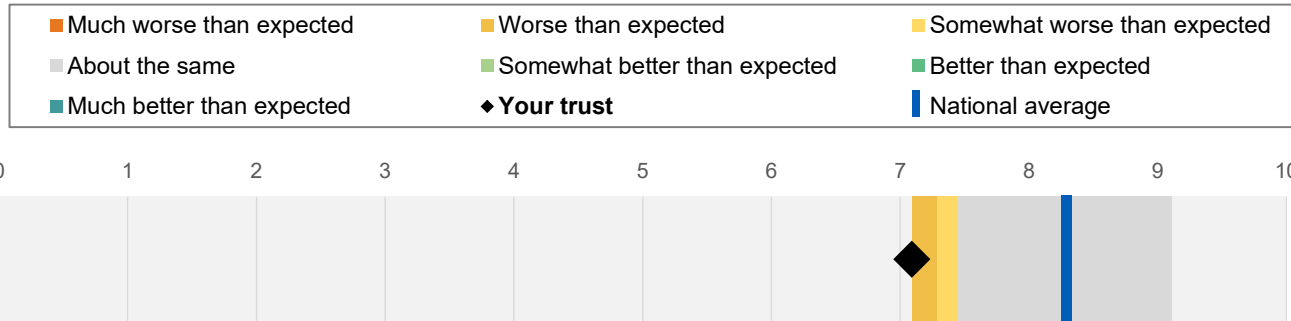 Much worse than expected Worse than expected Somewhat worse than expected
About the same Somewhat better than expected Better than expected
Much better than expected Your trust National average
0 1 2 3 4 5 6 7 8 9 10